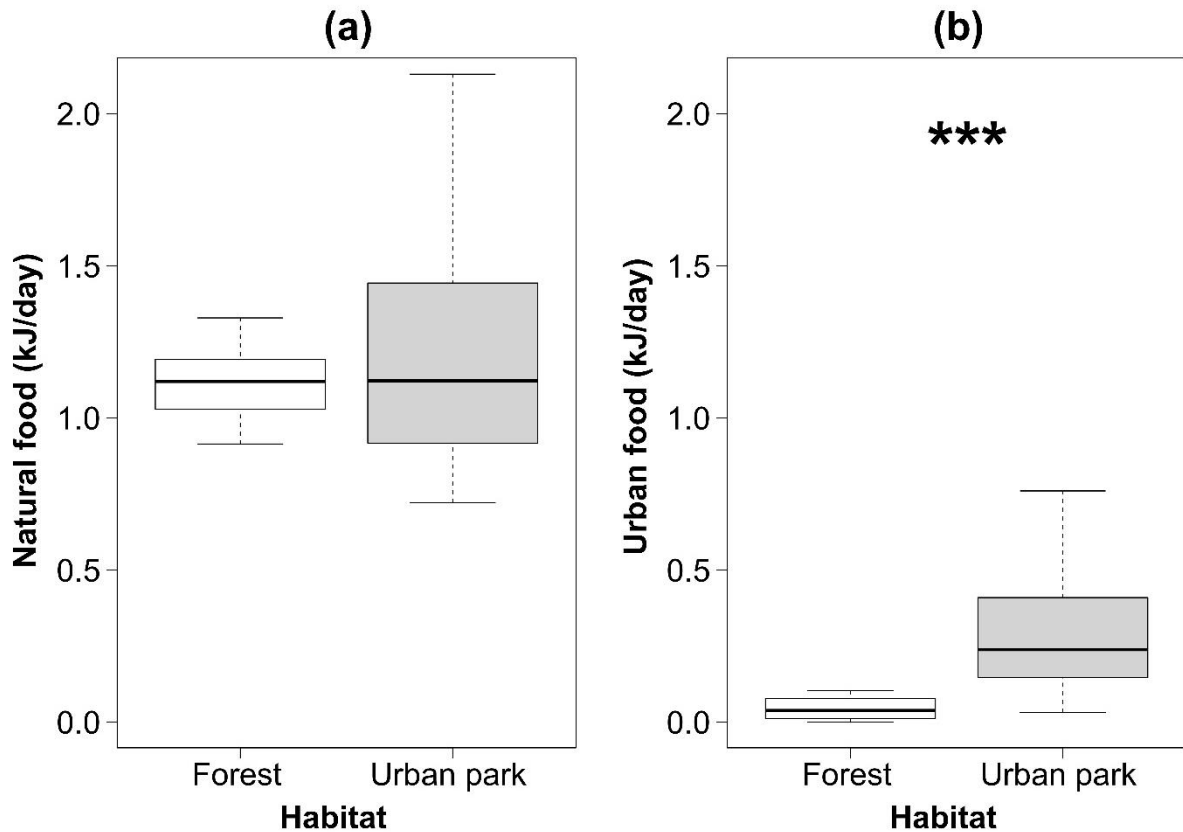 (a)
Natural food (kJ/day)
2.0
1.5
1.0
0.5
0.0
Forest Urban park
Habitat
(b)
***
Urban food (kJ/day)
2.0
1.5
1.0
0.5
0.0
Forest Urban park
Habitat